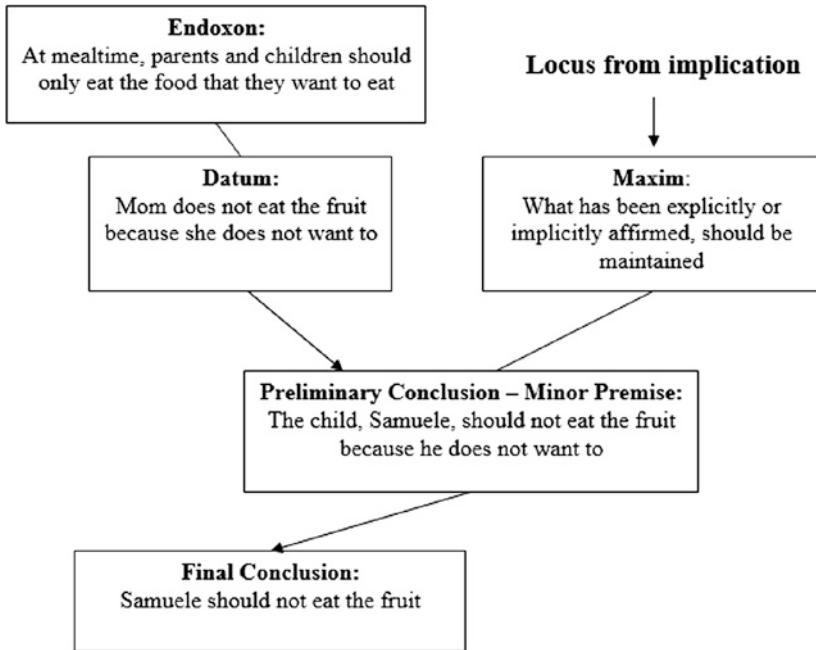 Endoxon:
At mealtime, parents and children should
only eat the food that they want to eat
Locus from implication
Datum:
Mom does not eat the fruit
because she does not want to
Maxim:
What has been explicitly or
implicitly affirmed, should be
maintained
Preliminary Conclusion – Minor Premise:
The child, Samuele, should not eat the fruit
because he does not want to
Final Conclusion:
Samuele should not eat the fruit